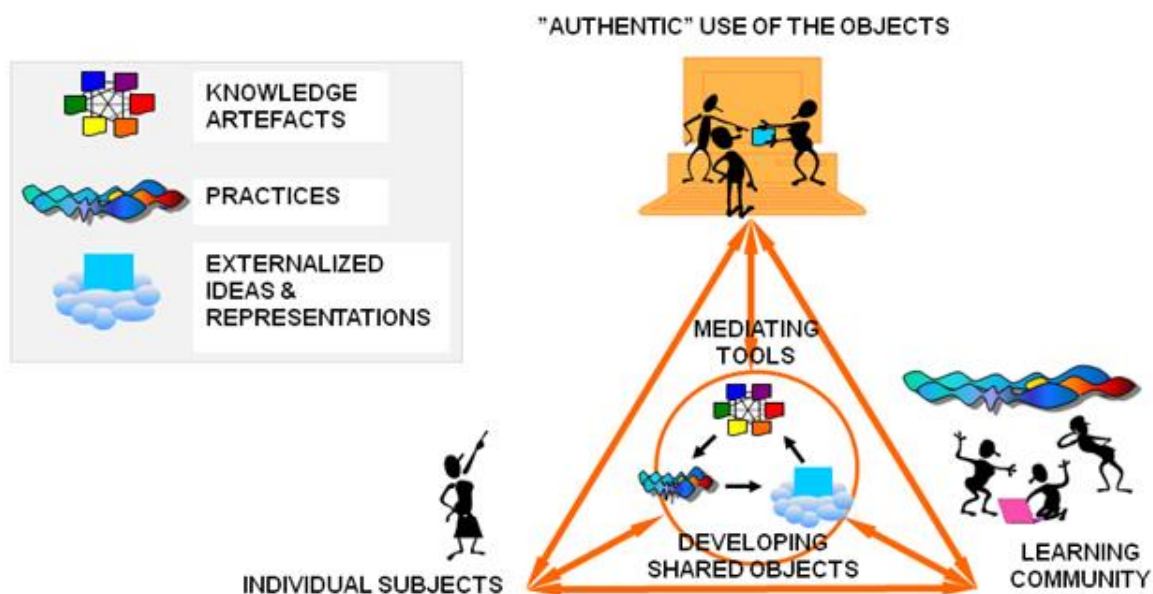 ”AUTHENTIC” USE OF THE OBJECTS
KNOWLEDGE
ARTEFACTS
PRACTICES
EXTERNALIZED
IDEAS &
REPRESENTATIONS
MEDIATING
TOOLS
DEVELOPING
SHARED OBJECTS
INDIVIDUAL SUBJECTS
LEARNING
COMMUNITY